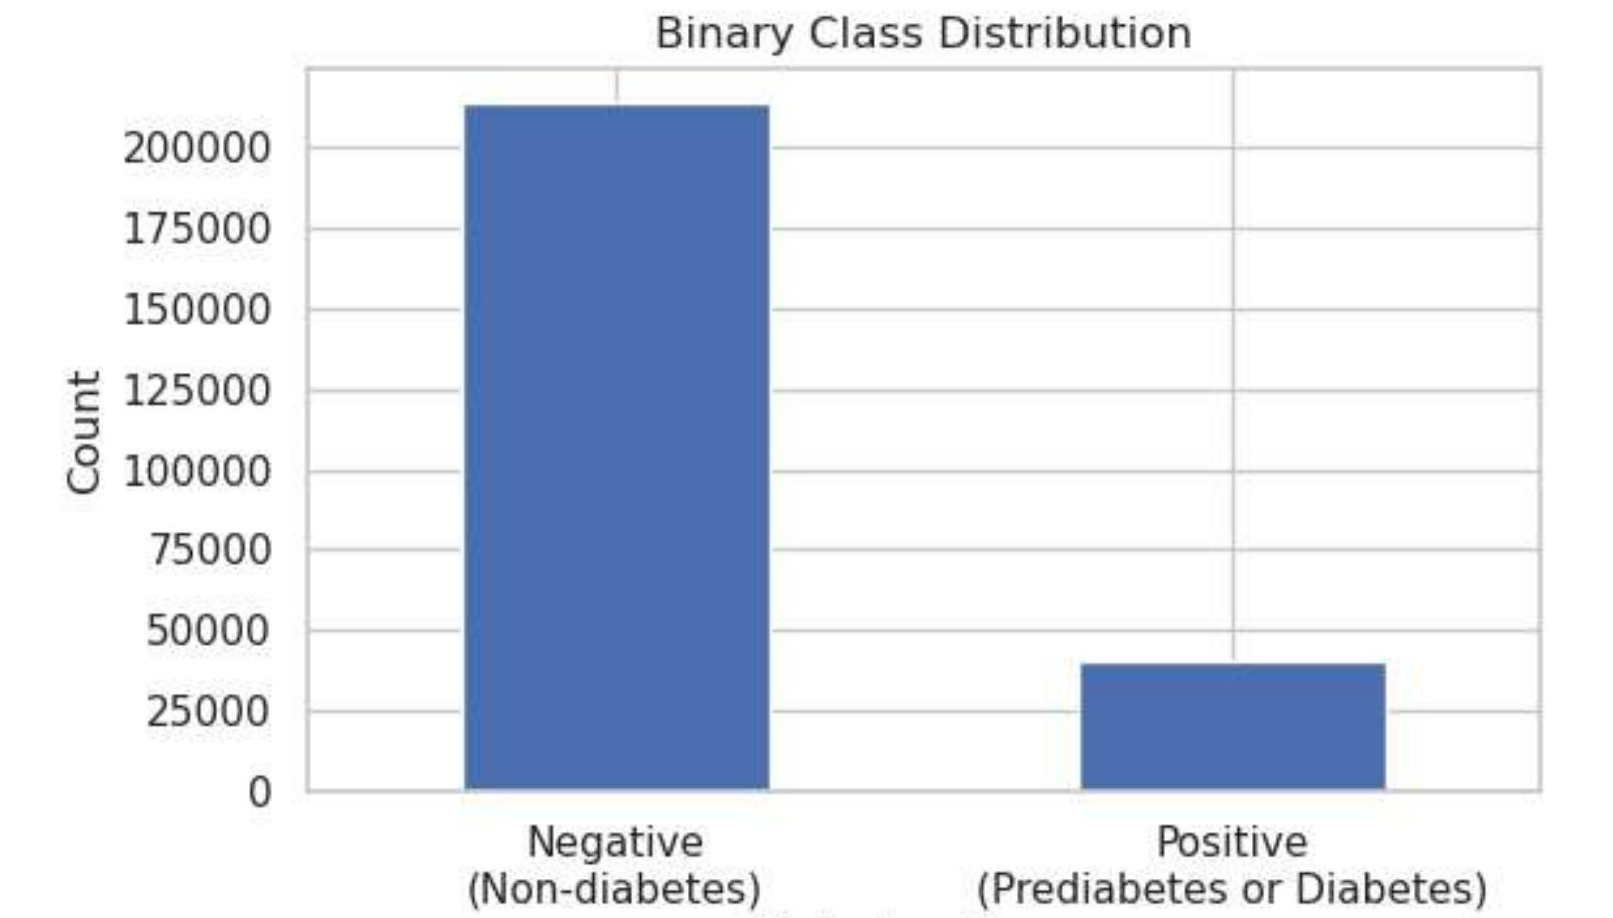 Binary Class Distribution
200000
175000
150000
125000
100000
75000
50000
25000
0
Count
Negative
(Non-diabetes)
Positive
(Prediabetes or Diabetes)